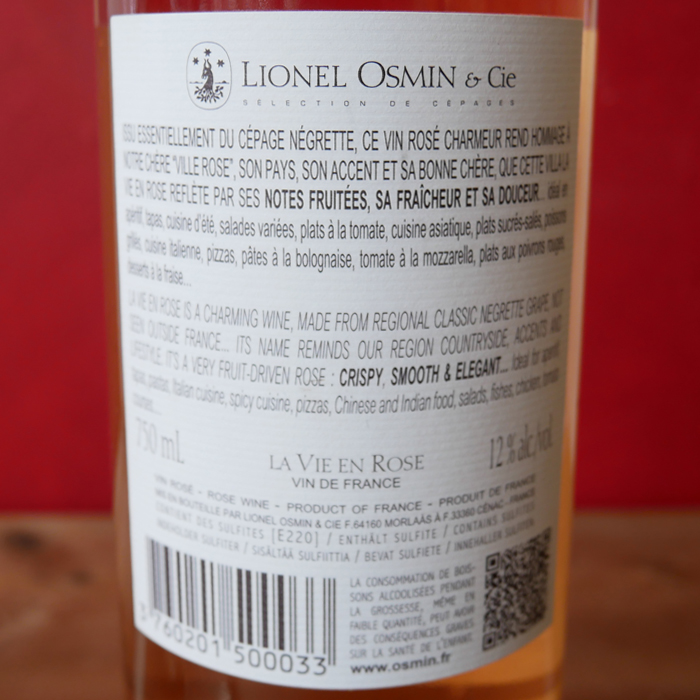 LIONEL OSMIN & Cie
SÉLECTION DE CÉPAGES
ISSU ESSENTIELLEMENT DU CÉPAGE NÉGRETTE, CE VIN ROSÉ CHARMEUR REND HOMMAGE À
NOTRE CHÈRE "VILLE ROSE", SON PAYS, SON ACCENT ET SA BONNE CHÈRE, QUE CETTE VILLA LA
VIE EN ROSE REFLÈTE PAR SES NOTES FRUITÉES, SA FRAÎCHEUR ET SA DOUCEUR... idéal en
apéritif, tapas, cuisine d'été, salades variées, plats à la tomate, cuisine asiatique, plats sucrés-salés, poissons
grillés, cuisine italienne, pizzas, pâtes à la bolognaise, tomate à la mozzarella, plats aux poivrons rouges,
desserts à la fraise...
LA VIE EN ROSE IS A CHARMING WINE, MADE FROM REGIONAL CLASSIC NEGRETTE GRAPE, NOT
SEEN OUTSIDE FRANCE... ITS NAME REMINDS OUR REGION COUNTRYSIDE, ACCENTS AND
LIFESTYLE. IT'S A VERY FRUIT-DRIVEN ROSE : CRISPY, SMOOTH & ELEGANT... Ideal for aperitif,
tapas, pastas, Italian cuisine, spicy cuisine, pizzas, Chinese and Indian food, salads, fishes, chicken, tomato
750 mL
12 % alc./vol.
LA VIE EN ROSE
VIN DE FRANCE
VIN ROSÉ - ROSE WINE - PRODUCT OF FRANCE - PRODUIT DE FRANCE
MIS EN BOUTEILLE PAR LIONEL OSMIN & CIE F.64160 MORLAÀS À F.33360 CÉNAC, FRANCE
CONTIENT DES SULFITES [E220] / ENTHÄLT SULFITE / CONTAINS SULFITES
INDEHOLDER SULFITER / SISÄLTÄÄ SULFIITTIA / BEVAT SULFIETE / INNEHALLER SULFITER
LA CONSOMMATION DE BOIS-
SONS ALCOOLISÉES PENDANT
LA GROSSESSE, MÊME EN
FAIBLE QUANTITÉ, PEUT AVOIR
DES CONSÉQUENCES GRAVES
SUR LA SANTÉ DE L'ENFANT.
www.osmin.fr
3 760201 500033